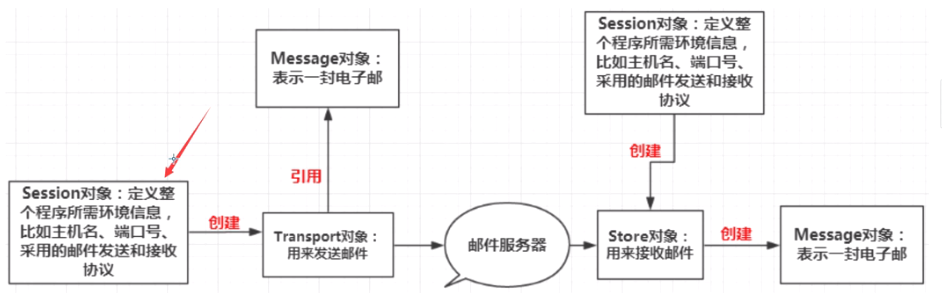 Message对象：
表示一封电子邮
Session对象：定义整
个程序所需环境信息，
比如主机名、端口号、
采用的邮件发送和接收
协议
引用
创建
Session对象：定义整
个程序所需环境信息，
比如主机名、端口号、
采用的邮件发送和接收
协议
创建
Transport对象：
用来发送邮件
邮件服务器
Store对象：
用来接收邮件
创建
Message对象：
表示一封电子邮